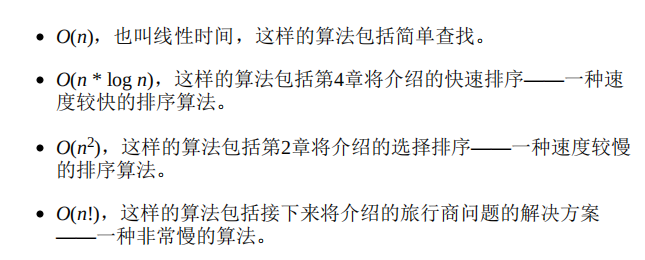 • O(n)，也叫线性时间，这样的算法包括简单查找。
• O(n * log n)，这样的算法包括第4章将介绍的快速排序——一种速
度较快的排序算法。
• O(n²)，这样的算法包括第2章将介绍的选择排序——一种速度较慢
的排序算法。
• O(n!)，这样的算法包括接下来将介绍的旅行商问题的解决方案
——一种非常慢的算法。